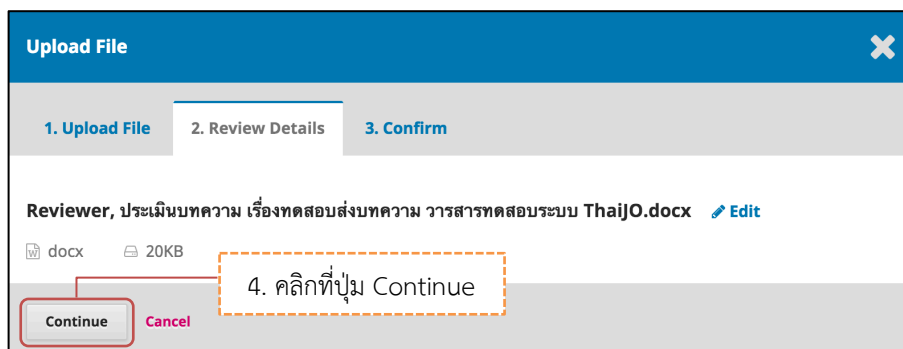 Upload File
1. Upload File 2. Review Details 3. Confirm
Reviewer, ประเมินบทความ เรื่องทดสอบส่งบทความ วารสารทดสอบระบบ ThaiJO.docx Edit
docx 20KB
4. คลิกที่ปุ่ม Continue
Continue Cancel